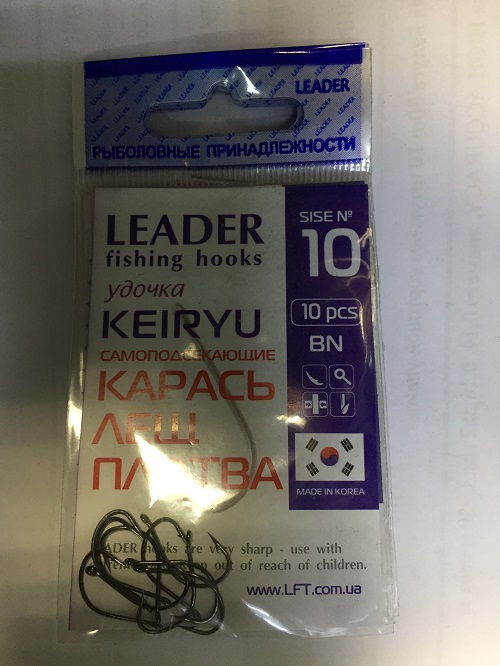 LEADER
РЫБОЛОВНЫЕ ПРИНАДЛЕЖНОСТИ
LEADER
fishing hooks
удочка
KEIRYU
САМОПОДСЕКАЮЩИЕ
КАРАСЬ
ЛЕЩ
ПЛОТВА
SISE №
10
10 pcs
BN
MADE IN KOREA
ADER hooks are very sharp - use with
out of reach of children.
www.LFT.com.ua